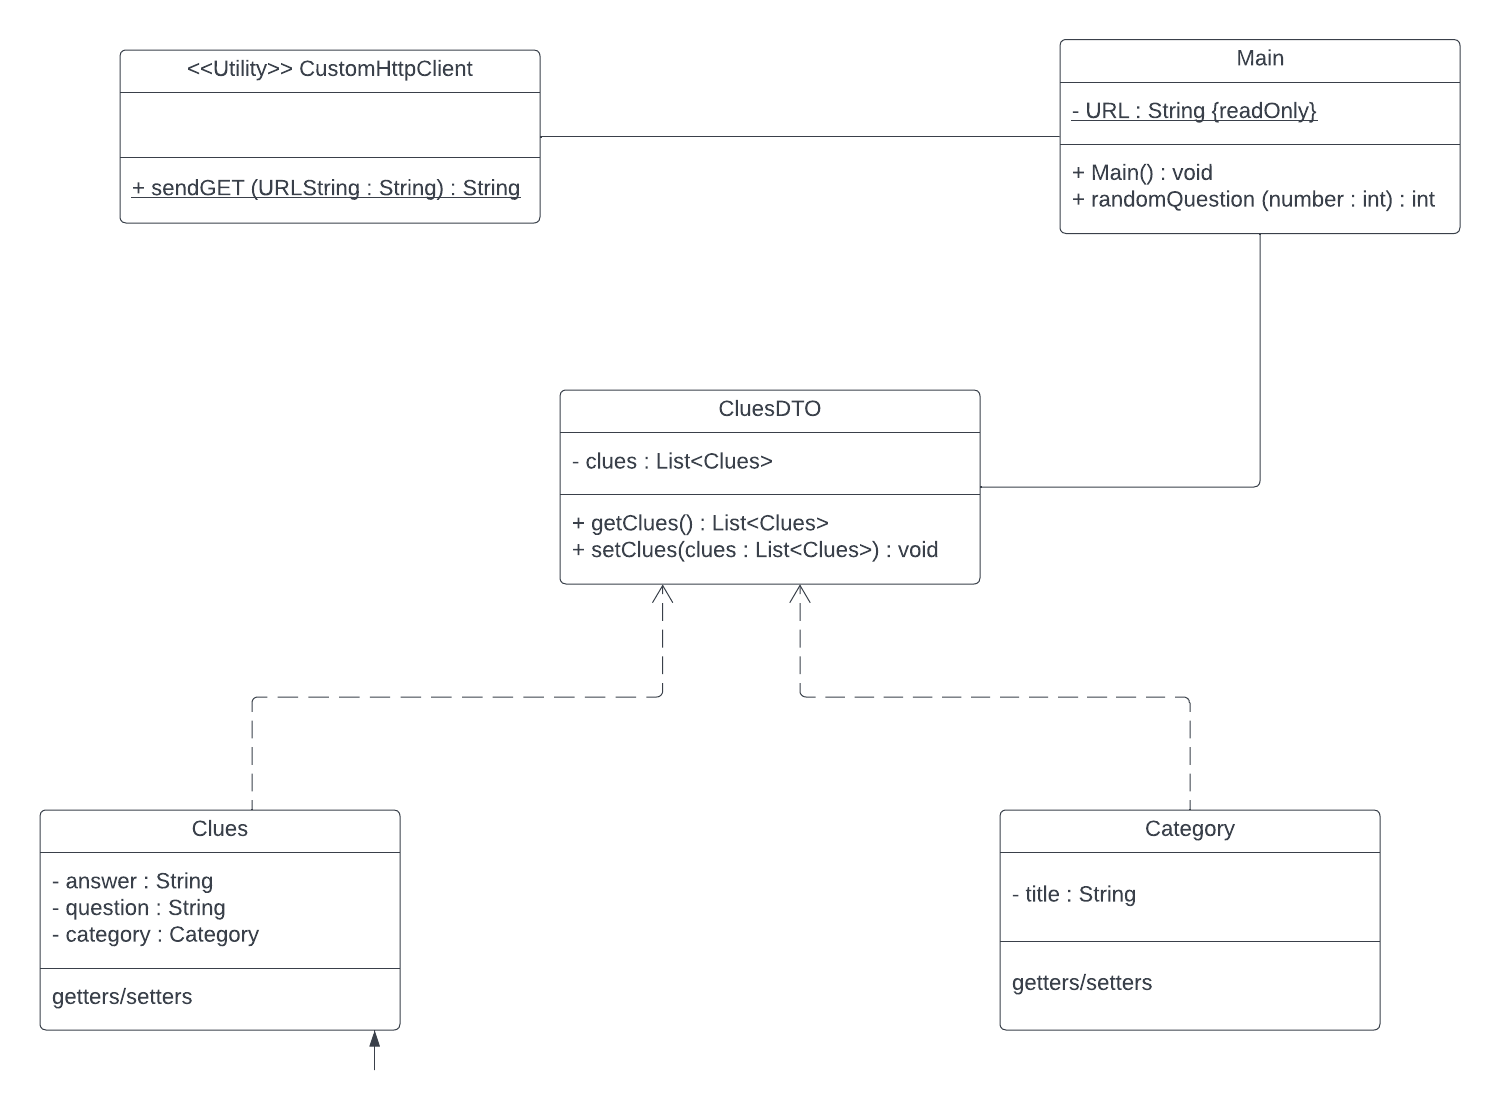 <<Utility>> CustomHttpClient
+ sendGET (URLString : String) : String
Main
- URL : String {readOnly}
+ Main() : void
+ randomQuestion (number : int) : int
CluesDTO
- clues : List<Clues>
+ getClues() : List<Clues>
+ setClues(clues : List<Clues>) : void
Clues
- answer : String
- question : String
- category : Category
getters/setters
Category
- title : String
getters/setters